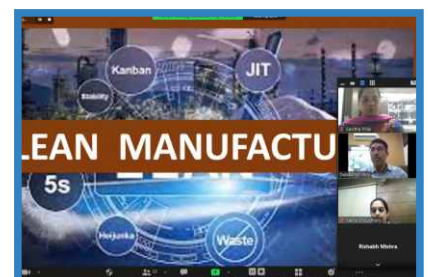 Kanban
JIT
Stability
LEAN MANUFACTU
5s
Heijunka
Waste
Rishabh Mishra